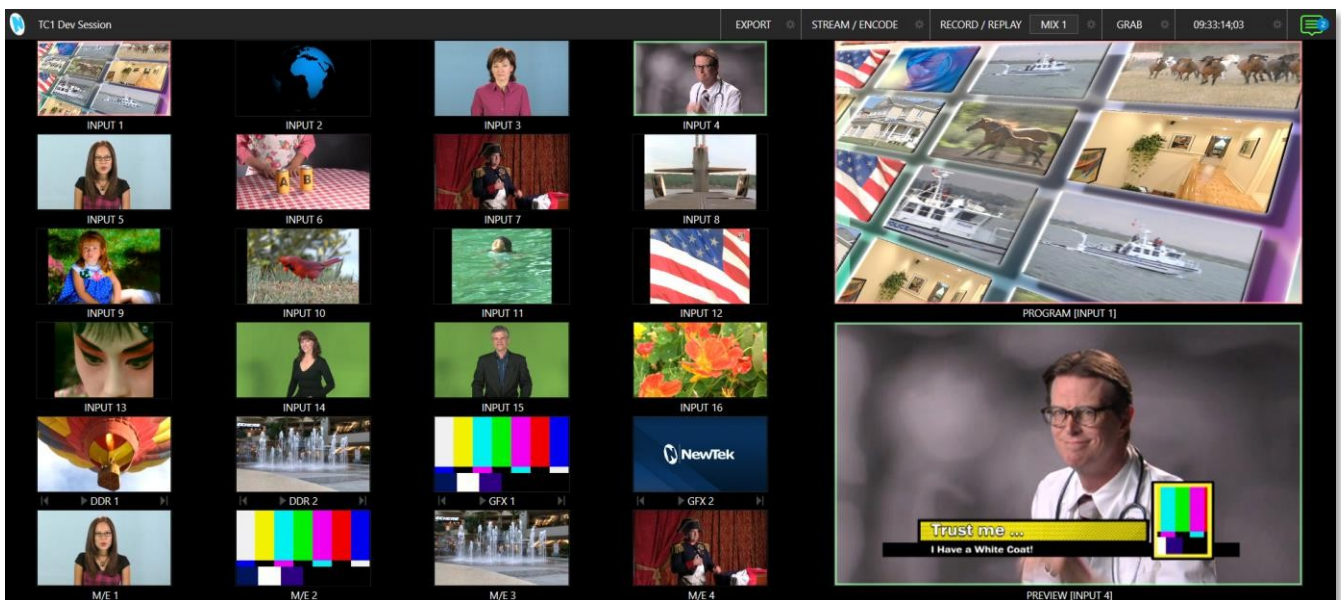 TC1 Dev Session EXPORT STREAM / ENCODE RECORD / REPLAY MIX 1 GRAB 09:33:14;03 2
INPUT 1 INPUT 2 INPUT 3 INPUT 4
INPUT 5 INPUT 6 INPUT 7 INPUT 8
A B
INPUT 9 INPUT 10 INPUT 11 INPUT 12
PROGRAM [INPUT 1]
INPUT 13 INPUT 14 INPUT 15 INPUT 16
NewTek
DDR 1 DDR 2 GFX 1 GFX 2
Trust me ...
I Have a White Coat!
M/E 1 M/E 2 M/E 3 M/E 4
PREVIEW [INPUT 4]